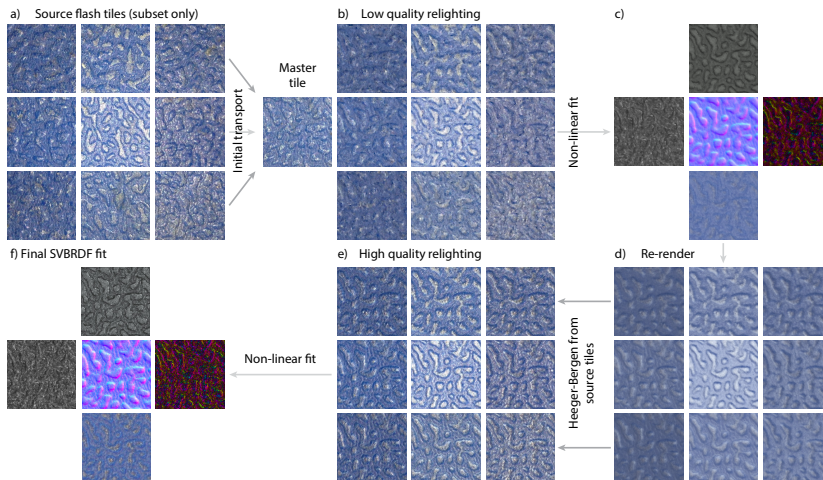 a) Source flash tiles (subset only)
b) Low quality relighting
c)
Master
tile
Initial transport
Non-linear fit
f) Final SVBRDF fit
e) High quality relighting
d) Re-render
Non-linear fit
Heeger-Bergen from
source tiles